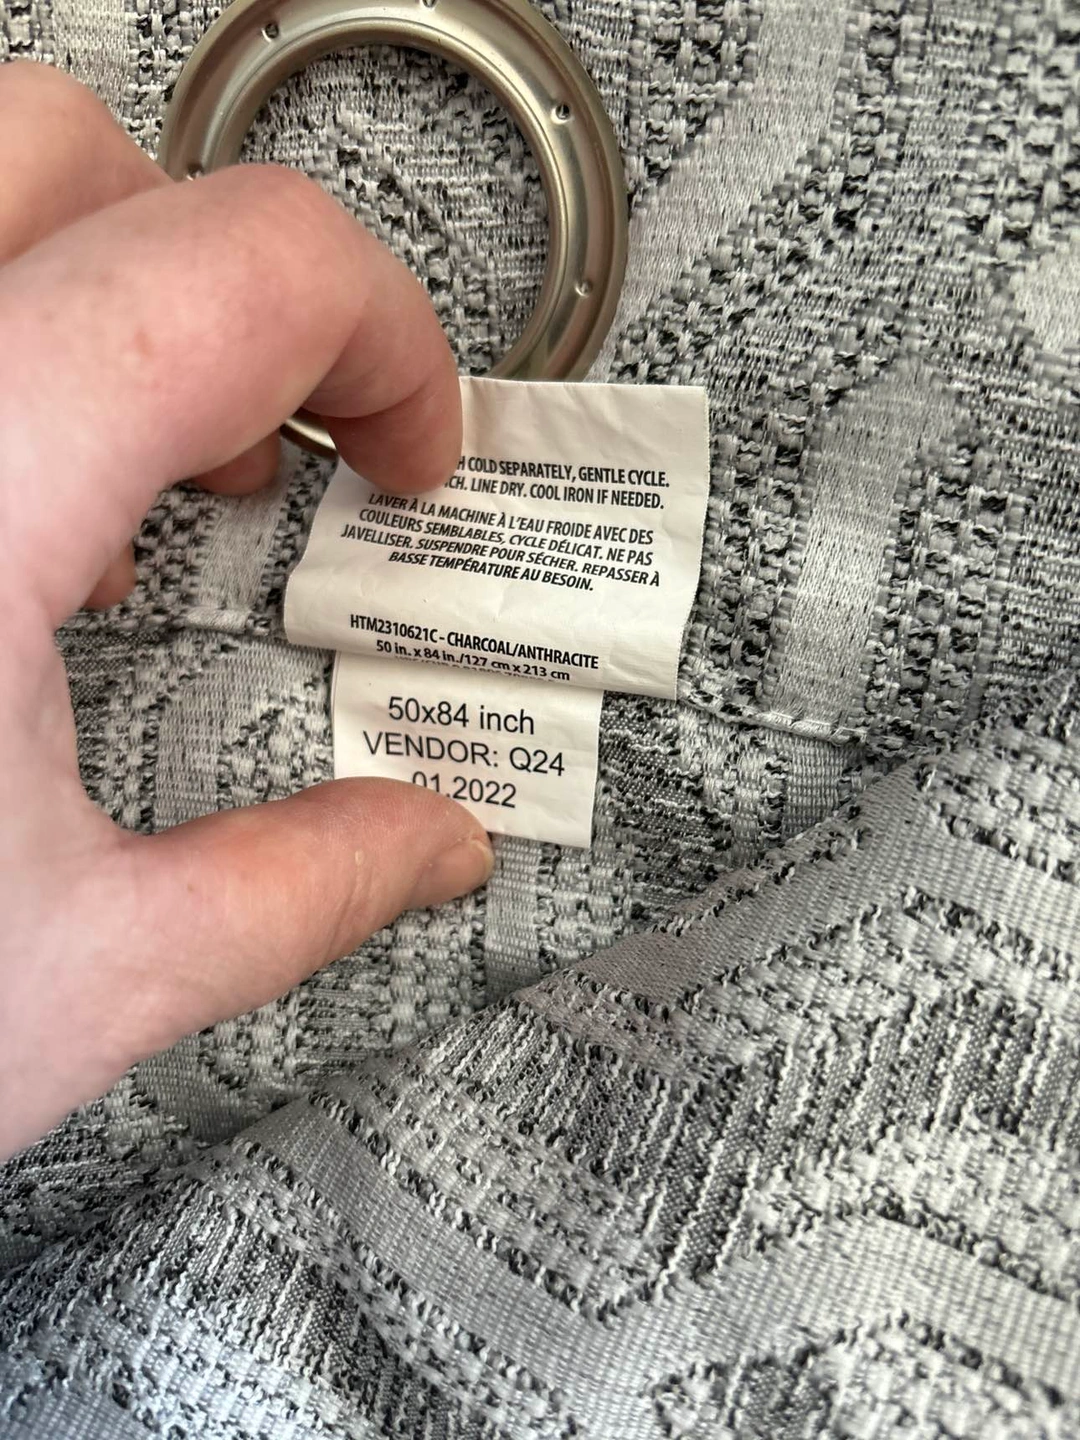 COLD SEPARATELY, GENTLE CYCLE.
LINE DRY. COOL IRON IF NEEDED.
LAVER À LA MACHINE À L'EAU FROIDE AVEC DES
COULEURS SEMBLABLES, CYCLE DÉLICAT. NE PAS
JAVELLISER. SUSPENDRE POUR SÉCHER. REPASSER À
BASSE TEMPÉRATURE AU BESOIN.
HTM2310621C - CHARCOAL/ANTHRACITE
50 in. x 84 in./127 cm x 213 cm
50x84 inch
VENDOR: Q24
01.2022